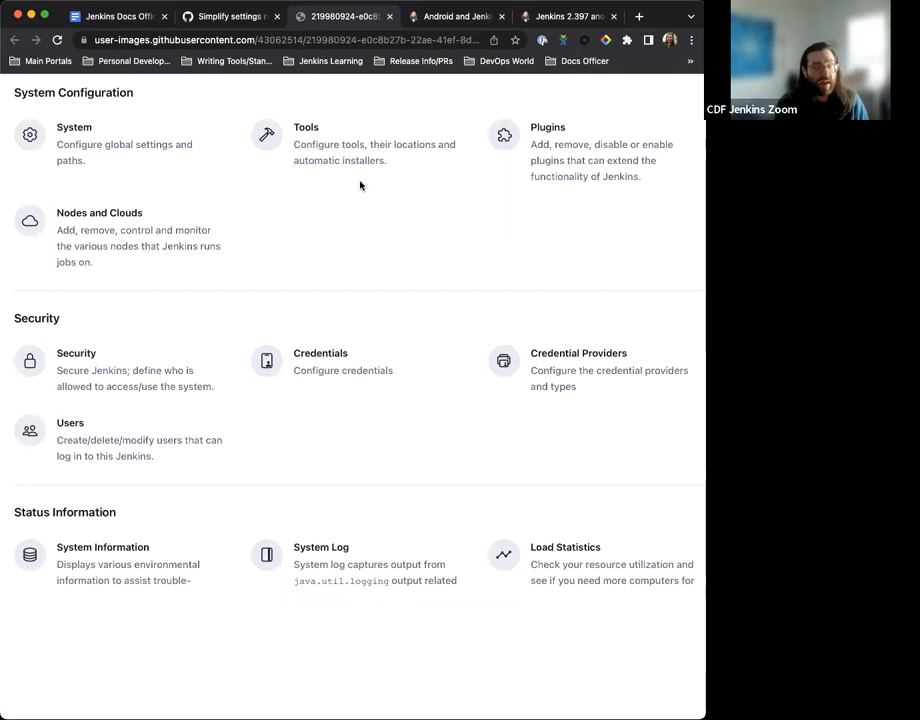 Jenkins Docs Offi
Simplify settings n
219980924-e0c8b
Android and Jenki
Jenkins 2.397 and
user-images.githubusercontent.com/43062514/219980924-e0c8b27b-22ae-41ef-8d...
Main Portals
Personal Develop...
Writing Tools/Stan...
Jenkins Learning
Release Info/PRs
DevOps World
Docs Officer
»
CDF Jenkins Zoom
System Configuration
System
Configure global settings and
paths.
Tools
Configure tools, their locations and
automatic installers.
Plugins
Add, remove, disable or enable
plugins that can extend the
functionality of Jenkins.
Nodes and Clouds
Add, remove, control and monitor
the various nodes that Jenkins runs
jobs on.
Security
Security
Secure Jenkins; define who is
allowed to access/use the system.
Credentials
Configure credentials
Credential Providers
Configure the credential providers
and types
Users
Create/delete/modify users that can
log in to this Jenkins.
Status Information
System Information
Displays various environmental
information to assist trouble-
System Log
System log captures output from
java.util.logging output related
Load Statistics
Check your resource utilization and
see if you need more computers for